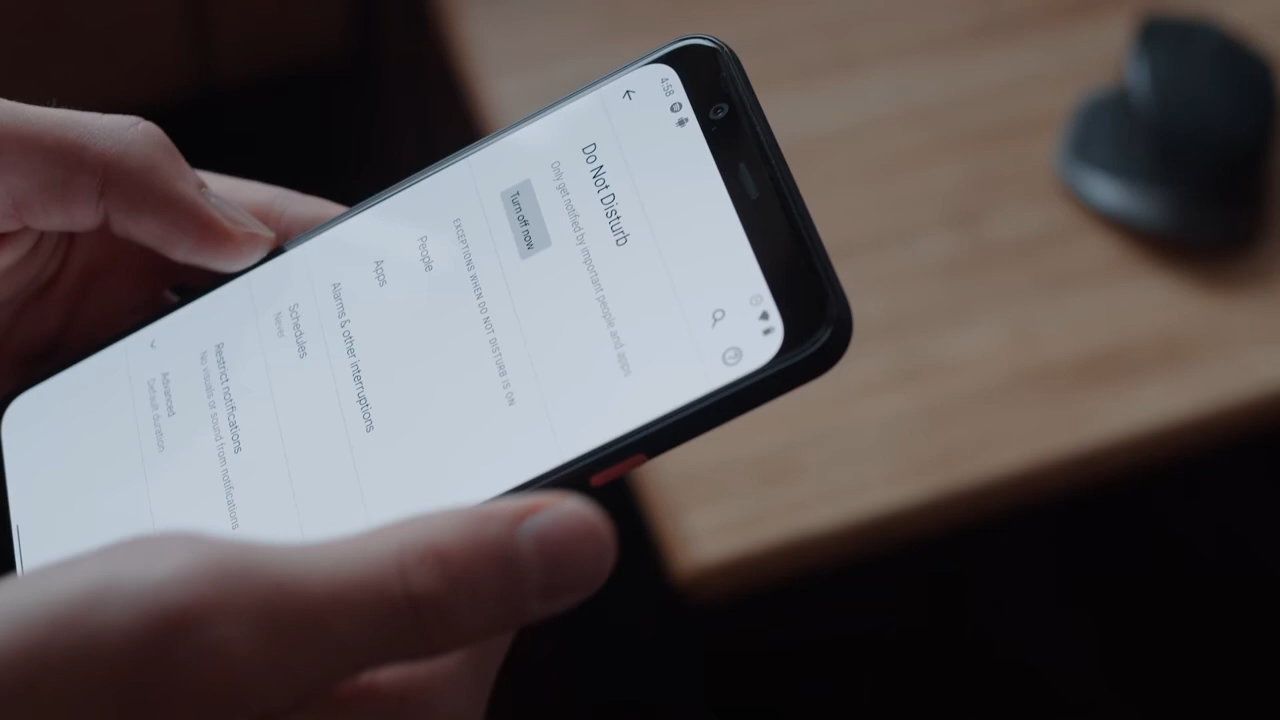 4:58
Do Not Disturb
Only get notified by important people and apps
Turn off now
EXCEPTIONS WHEN DO NOT DISTURB IS ON
People
Apps
Alarms & other interruptions
Schedules
Never
Restrict notifications
No visuals or sound from notifications
Advanced
Default duration